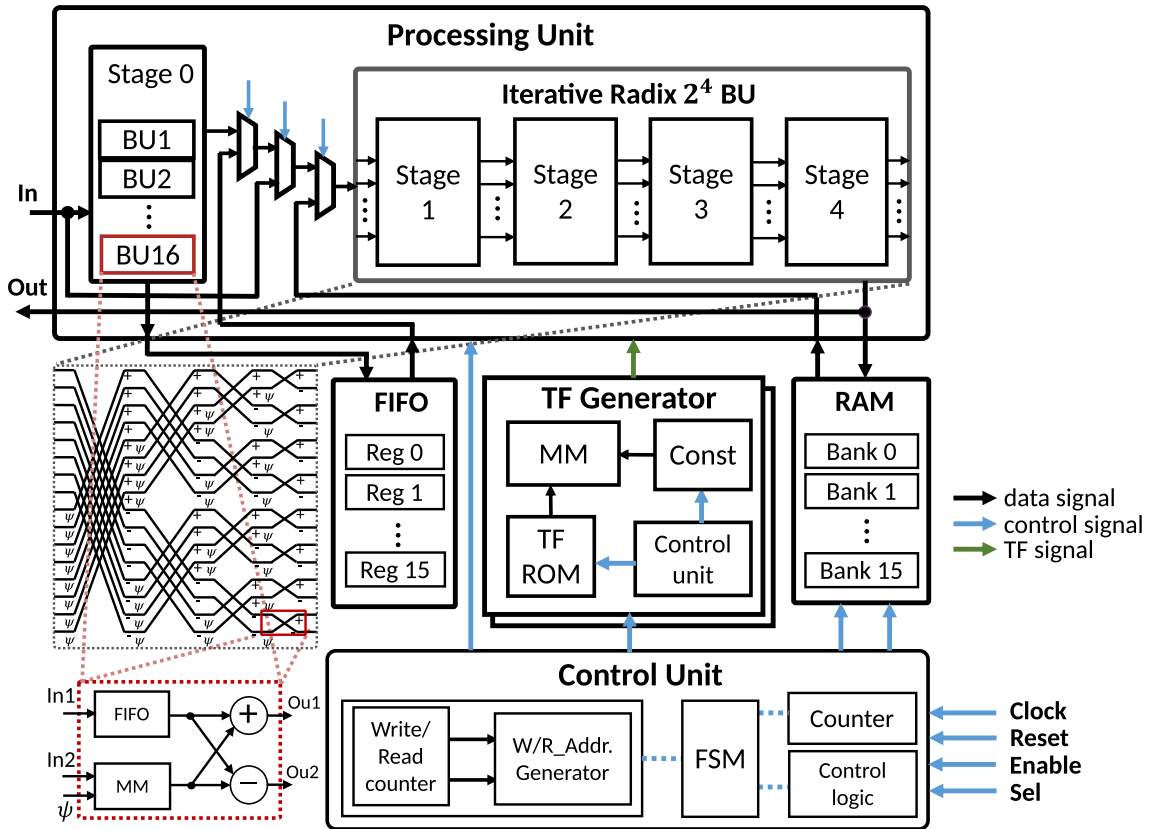 Processing Unit
Stage 0
BU1
BU2
BU16
Iterative Radix 2⁴ BU
Stage
1
Stage
2
Stage
3
Stage
4
In
Out
FIFO
Reg 0
Reg 1
Reg 15
TF Generator
MM
Const
TF
ROM
Control
unit
RAM
Bank 0
Bank 1
Bank 15
data signal
control signal
TF signal
In1
In2
ψ
FIFO
MM
+
−
Ou1
Ou2
Control Unit
Write/
Read
counter
W/R_Addr.
Generator
FSM
Counter
Control
logic
Clock
Reset
Enable
Sel